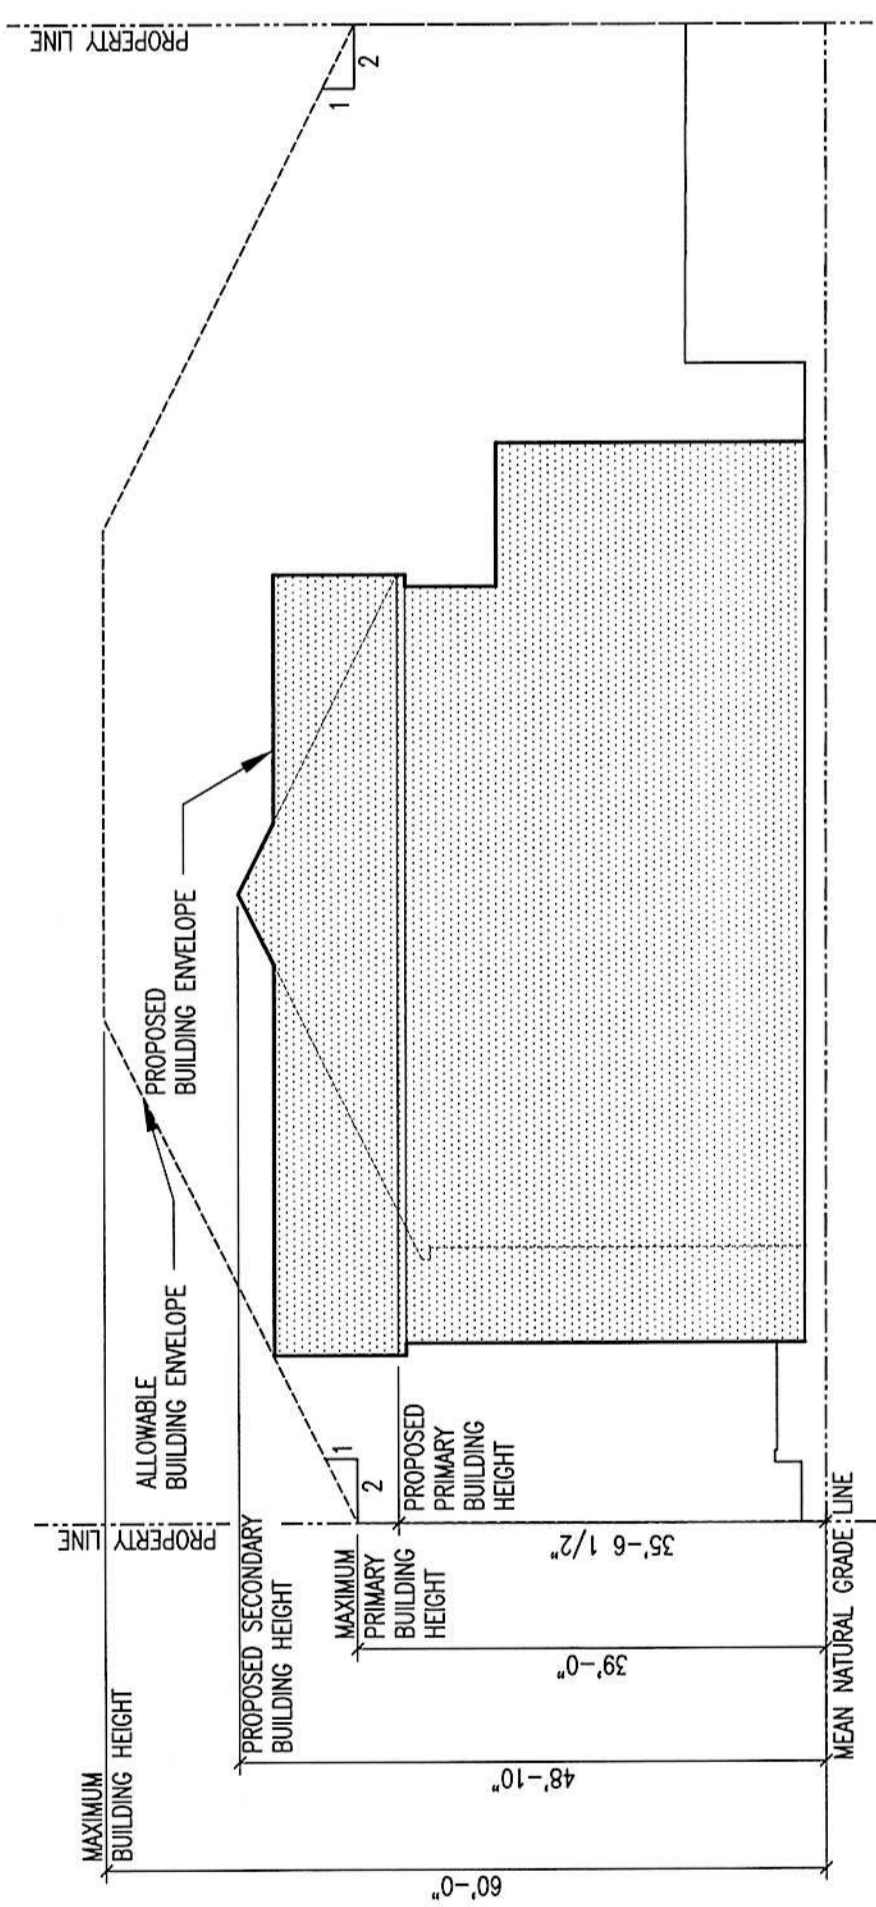 MAXIMUM
BUILDING HEIGHT
ALLOWABLE
BUILDING ENVELOPE
PROPOSED
BUILDING ENVELOPE
PROPERTY LINE
PROPERTY LINE
1
2
2
1
PROPOSED SECONDARY
BUILDING HEIGHT
MAXIMUM
PRIMARY
BUILDING
HEIGHT
PROPOSED
PRIMARY
BUILDING
HEIGHT
60'-0"
48'-10"
39'-0"
35'-6 1/2"
MEAN NATURAL GRADE LINE